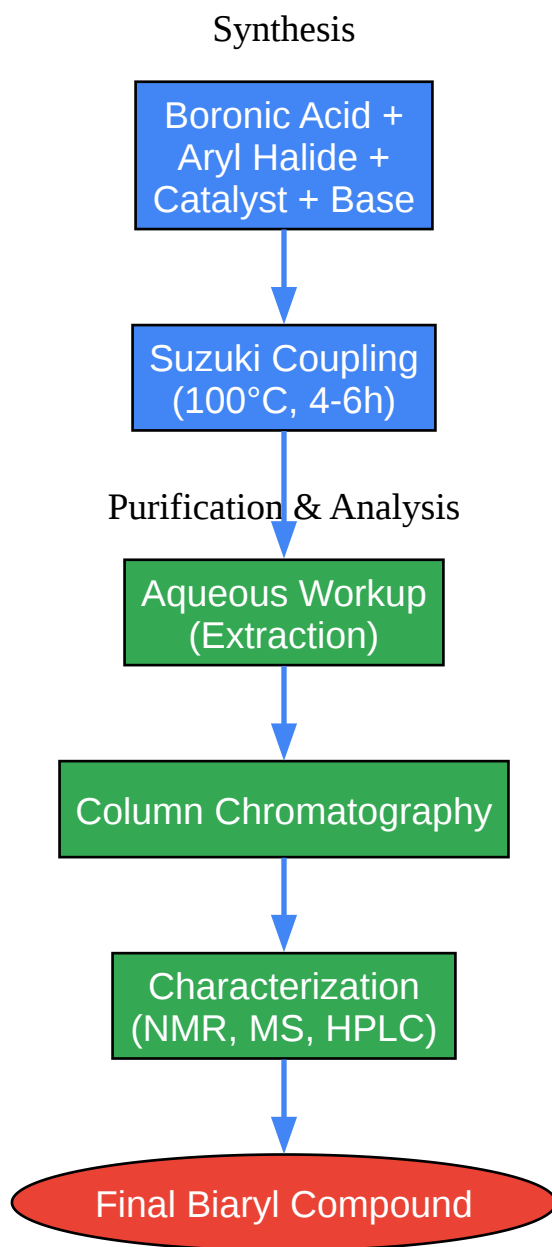 Synthesis
Boronic Acid +
Aryl Halide +
Catalyst + Base
Suzuki Coupling
(100°C, 4-6h)
Purification & Analysis
Aqueous Workup
(Extraction)
Column Chromatography
Characterization
(NMR, MS, HPLC)
Final Biaryl Compound